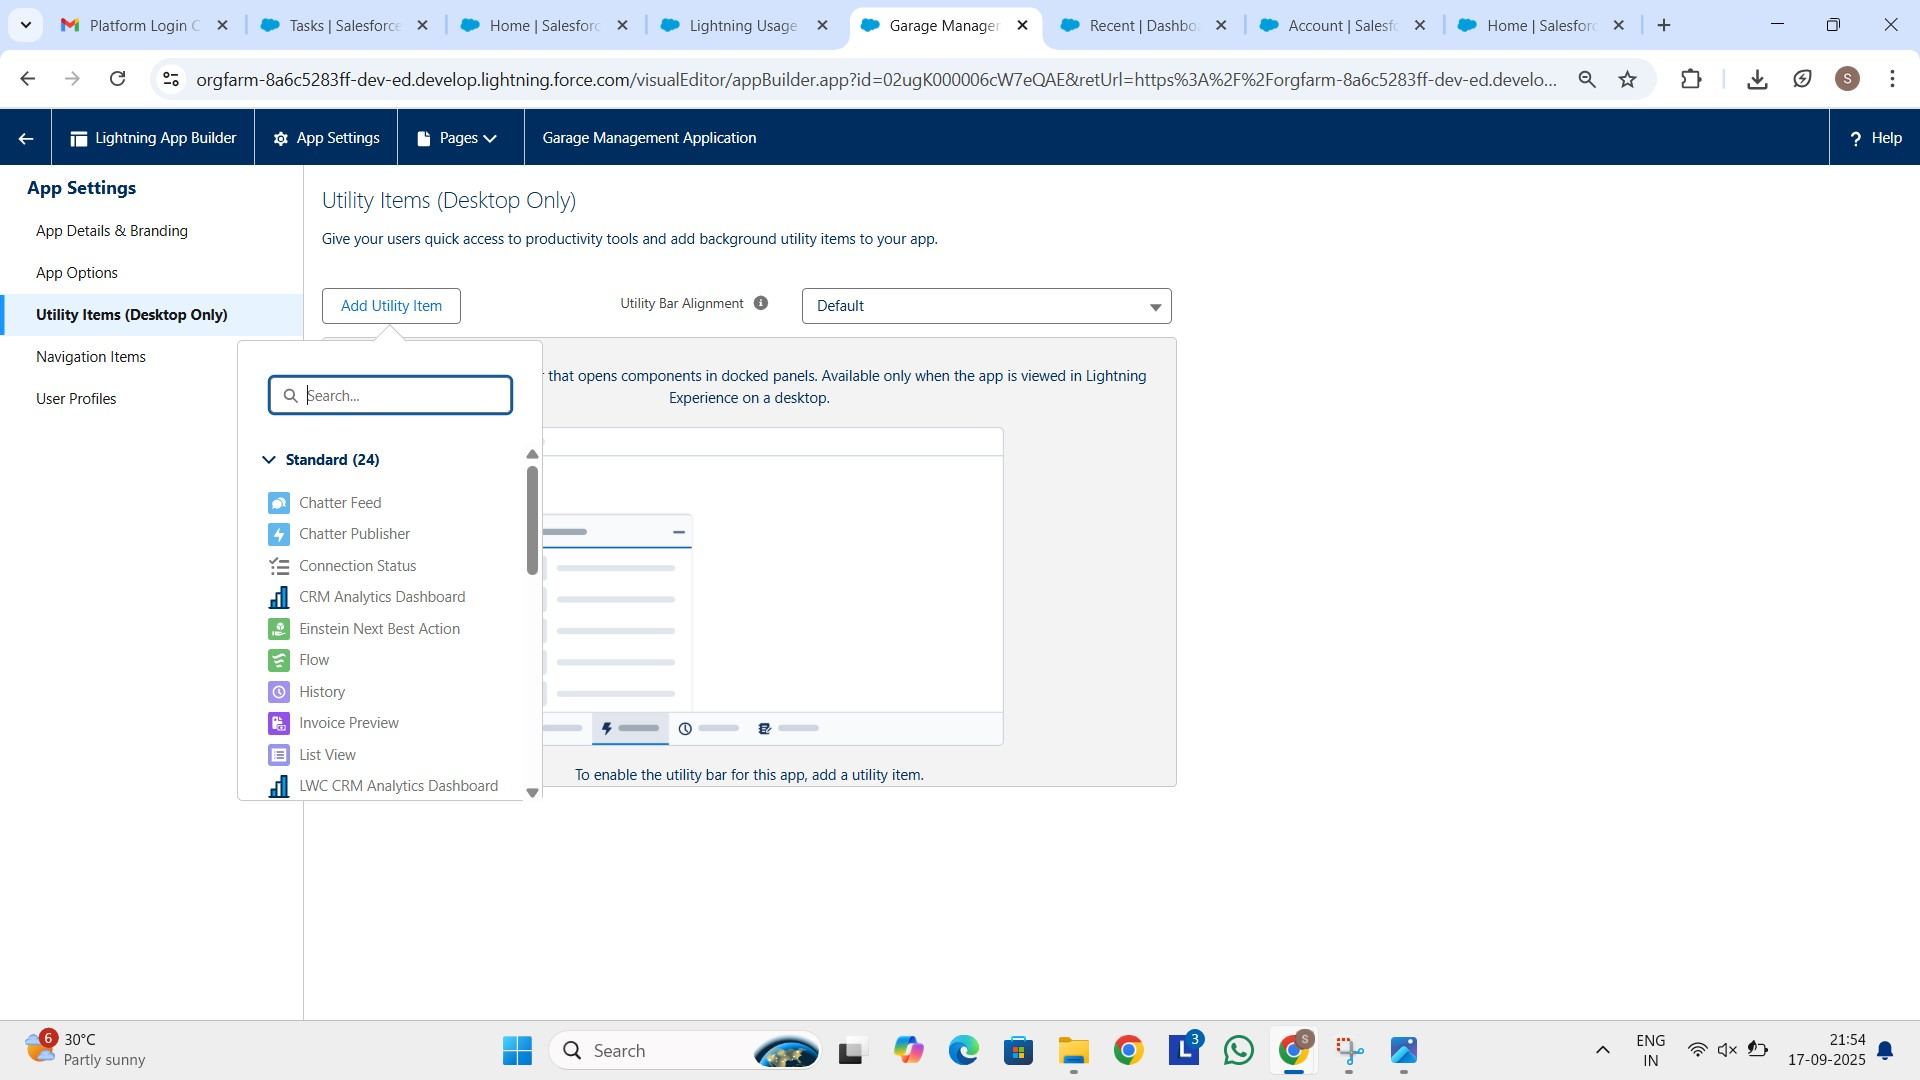 Platform Login C
Tasks | Salesforce
Home | Salesforc
Lightning Usage
Garage Manager
Recent | Dashbo
Account | Salesfo
Home | Salesforc
orgfarm-8a6c5283ff-dev-ed.develop.lightning.force.com/visualEditor/appBuilder.app?id=02ugK000006cW7eQAE&retUrl=https%3A%2F%2Forgfarm-8a6c5283ff-dev-ed.develo...
S
Lightning App Builder
App Settings
Pages
Garage Management Application
? Help
App Settings
App Details & Branding
App Options
Utility Items (Desktop Only)
Navigation Items
User Profiles
Utility Items (Desktop Only)
Give your users quick access to productivity tools and add background utility items to your app.
Add Utility Item
Utility Bar Alignment
Default
that opens components in docked panels. Available only when the app is viewed in Lightning
Experience on a desktop.
Search...
Standard (24)
Chatter Feed
Chatter Publisher
Connection Status
CRM Analytics Dashboard
Einstein Next Best Action
Flow
History
Invoice Preview
List View
LWC CRM Analytics Dashboard
To enable the utility bar for this app, add a utility item.
6
30°C
Partly sunny
Search
L
3
S
ENG
IN
21:54
17-09-2025